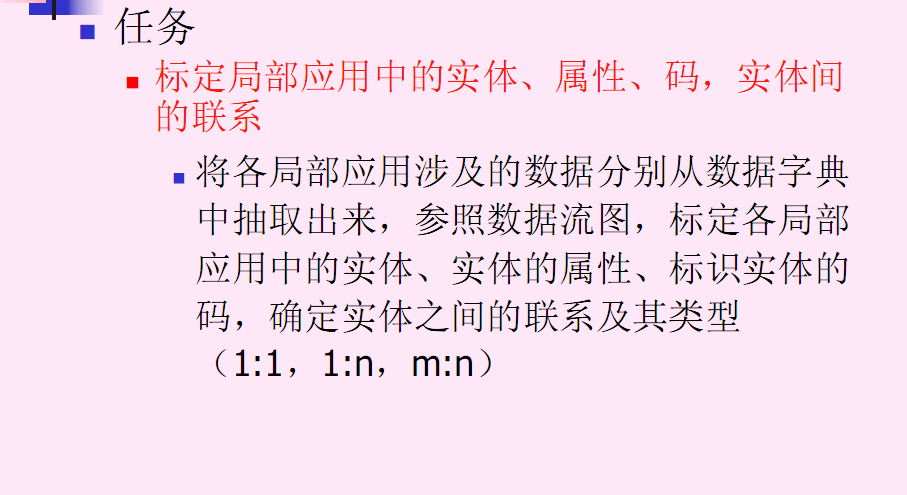 任务
标定局部应用中的实体、属性、码，实体间
的联系
将各局部应用涉及的数据分别从数据字典
中抽取出来，参照数据流图，标定各局部
应用中的实体、实体的属性、标识实体的
码，确定实体之间的联系及其类型
（1:1，1:n，m:n）